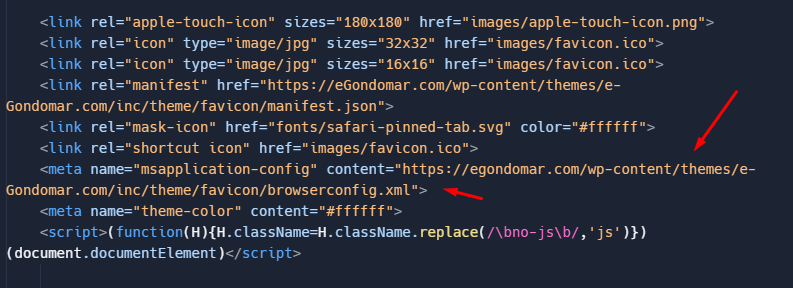 <link rel="apple-touch-icon" sizes="180x180" href="images/apple-touch-icon.png">
<link rel="icon" type="image/jpg" sizes="32x32" href="images/favicon.ico">
<link rel="icon" type="image/jpg" sizes="16x16" href="images/favicon.ico">
<link rel="manifest" href="https://eGondomar.com/wp-content/themes/e-
Gondomar.com/inc/theme/favicon/manifest.json">
<link rel="mask-icon" href="fonts/safari-pinned-tab.svg" color="#ffffff">
<link rel="shortcut icon" href="images/favicon.ico">
<meta name="msapplication-config" content="https://egondomar.com/wp-content/themes/e-
Gondomar.com/inc/theme/favicon/browserconfig.xml">
<meta name="theme-color" content="#ffffff">
<script>(function(H){H.className=H.className.replace(/\bno-js\b/,'js')})
(document.documentElement)</script>